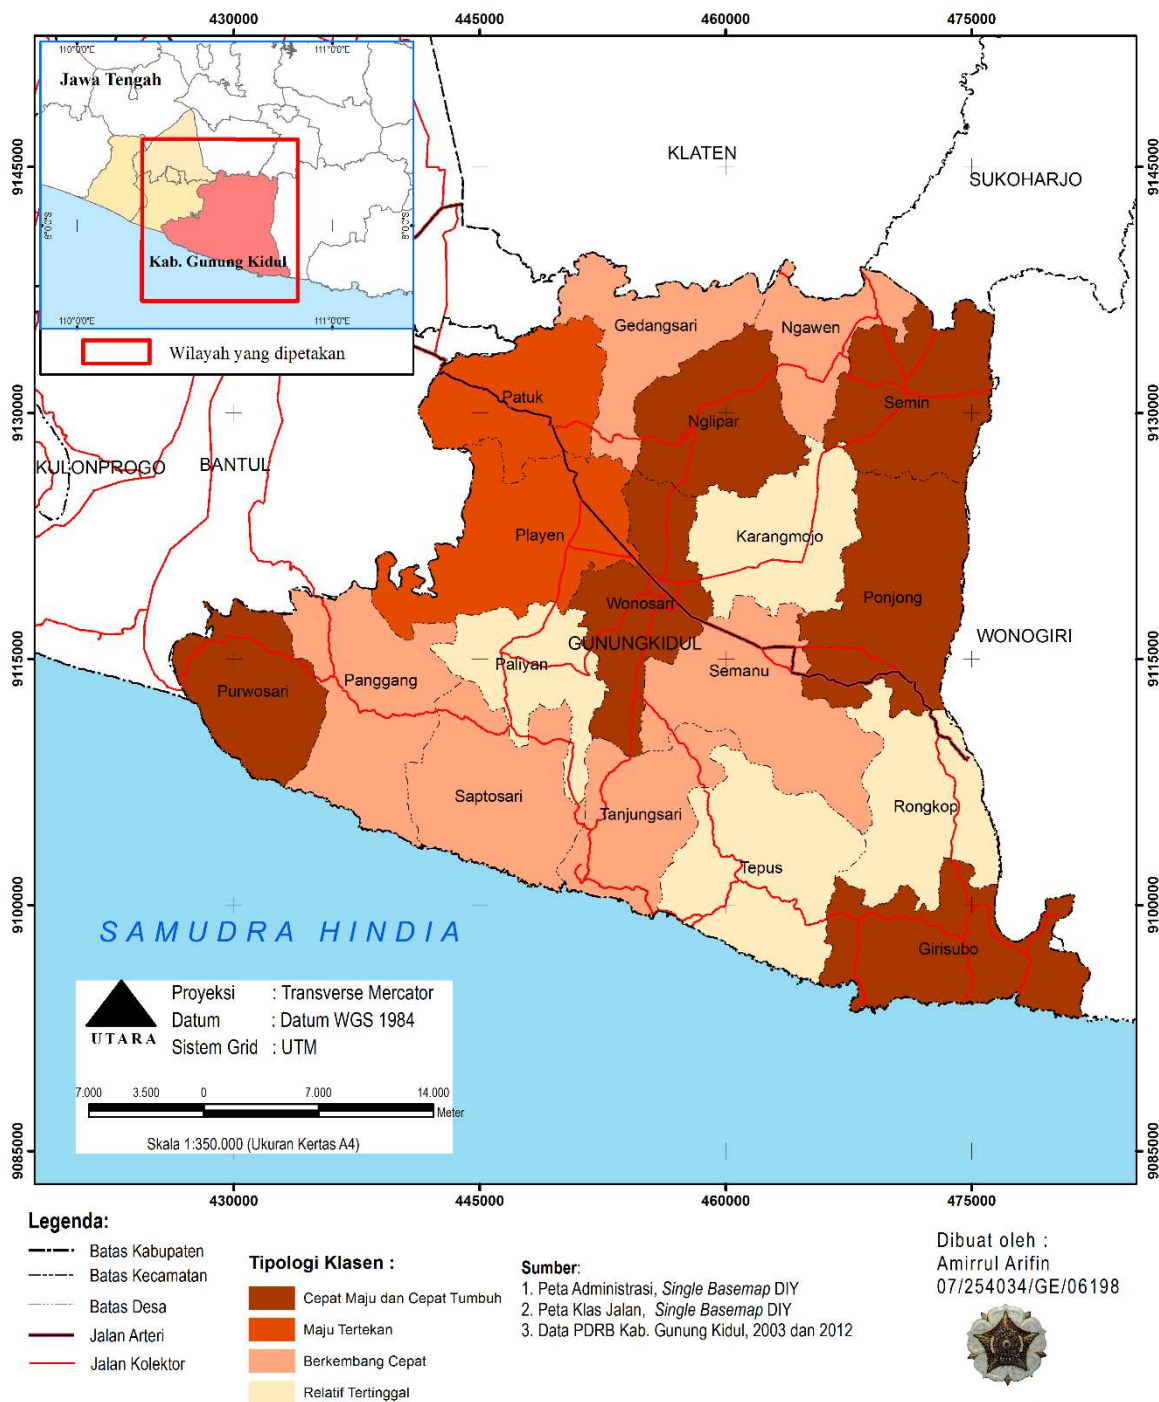 430000 445000 460000 475000
110°0'0"E 111°0'0"E
Jawa Tengah
8°0'0"S 8°0'0"S
Kab. Gunung Kidul
110°0'0"E 111°0'0"E
Wilayah yang dipetakan
9145000 9145000
9130000 9130000
9115000 9115000
9100000 9100000
9085000 9085000
KLATEN
SUKOHARJO
KULONPROGO
BANTUL
WONOGIRI
GUNUNGKIDUL
Gedangsari
Ngawen
Patuk
Nglipar
Semin
Playen
Karangmojo
Ponjong
Wonosari
Paliyan
Semanu
Purwosari
Panggang
Saptosari
Tanjungsari
Rongkop
Tepus
Girisubo
SAMUDRA HINDIA
UTARA
Proyeksi : Transverse Mercator
Datum : Datum WGS 1984
Sistem Grid : UTM
7.000 3.500 0 7.000 14.000
Meter
Skala 1:350.000 (Ukuran Kertas A4)
430000 445000 460000 475000
Legenda:
Batas Kabupaten
Batas Kecamatan
Batas Desa
Jalan Arteri
Jalan Kolektor
Tipologi Klasen :
Cepat Maju dan Cepat Tumbuh
Maju Tertekan
Berkembang Cepat
Relatif Tertinggal
Sumber:
1. Peta Administrasi, Single Basemap DIY
2. Peta Klas Jalan, Single Basemap DIY
3. Data PDRB Kab. Gunung Kidul, 2003 dan 2012
Dibuat oleh :
Amirrul Arifin
07/254034/GE/06198